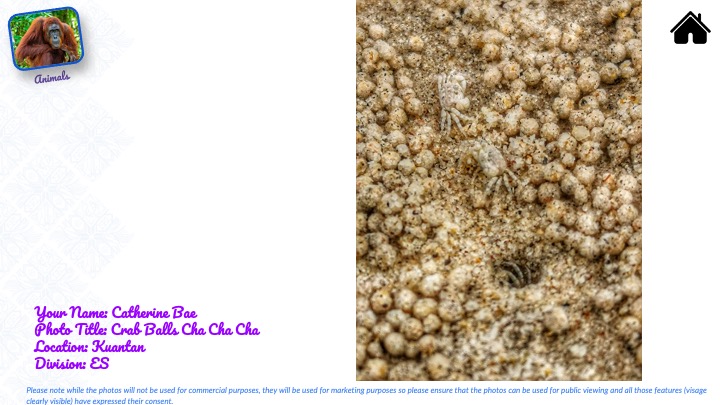 Animals
Your Name: Catherine Bae
Photo Title: Crab Balls Cha Cha Cha
Location: Kuantan
Division: ES
Please note while the photos will not be used for commercial purposes, they will be used for marketing purposes so please ensure that the photos can be used for public viewing and all those features (visage
clearly visible) have expressed their consent.